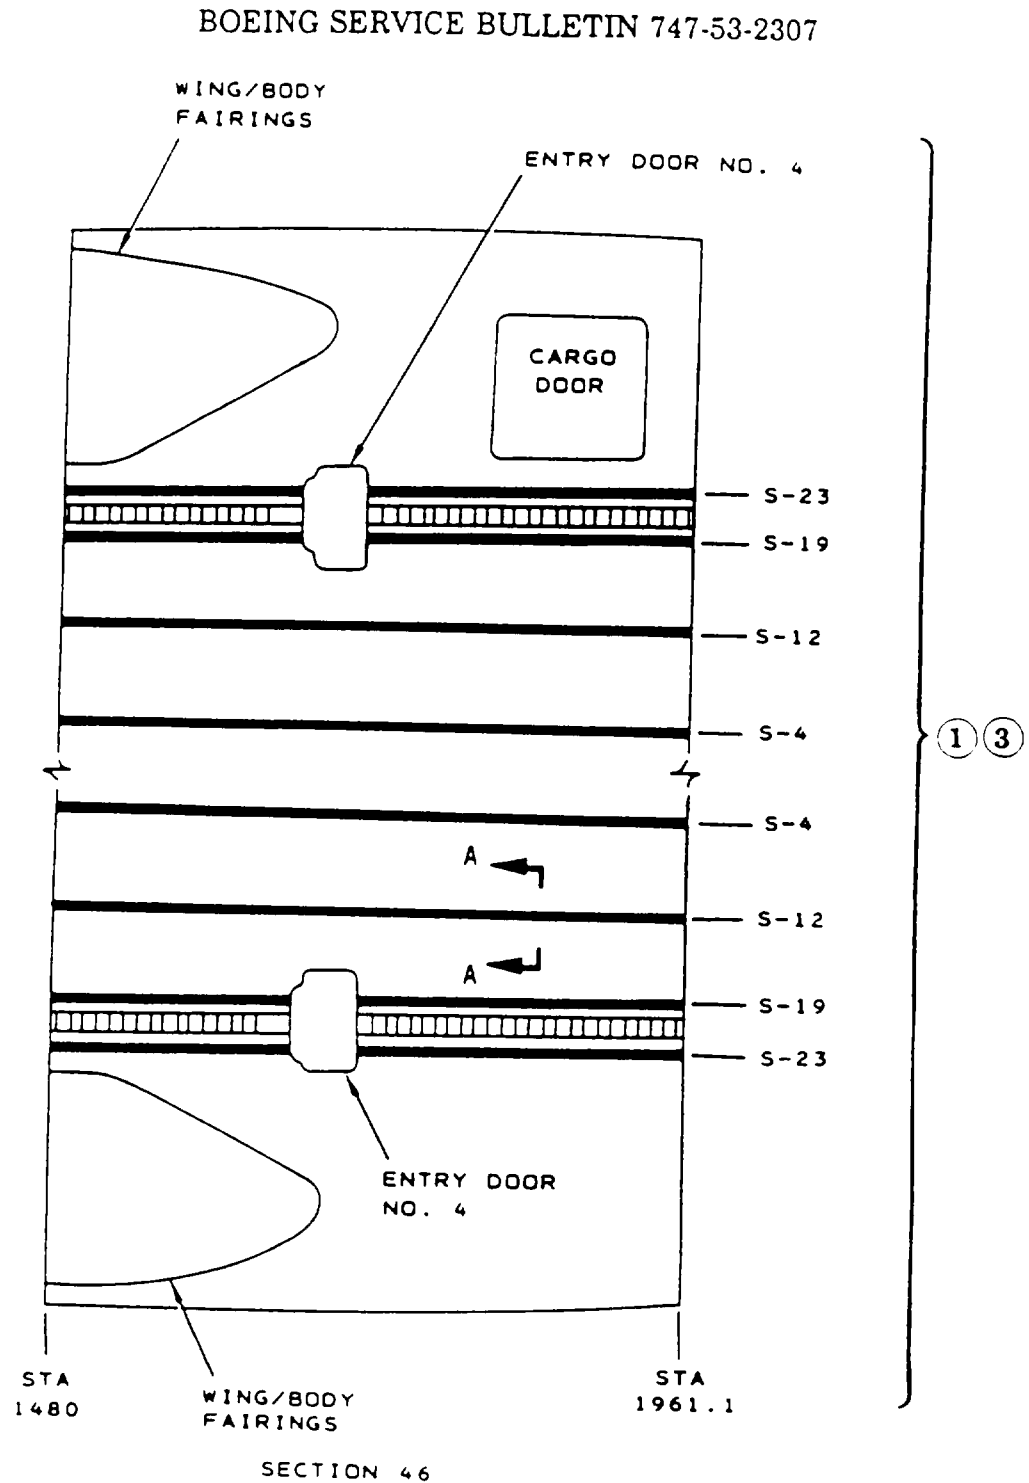 BOEING SERVICE BULLETIN 747-53-2307
WING/BODY
FAIRINGS
ENTRY DOOR NO. 4
CARGO
DOOR
S-23
S-19
S-12
S-4
1 3
S-4
A
S-12
A
S-19
S-23
ENTRY DOOR
NO. 4
STA
1480
WING/BODY
FAIRINGS
STA
1961.1
SECTION 46